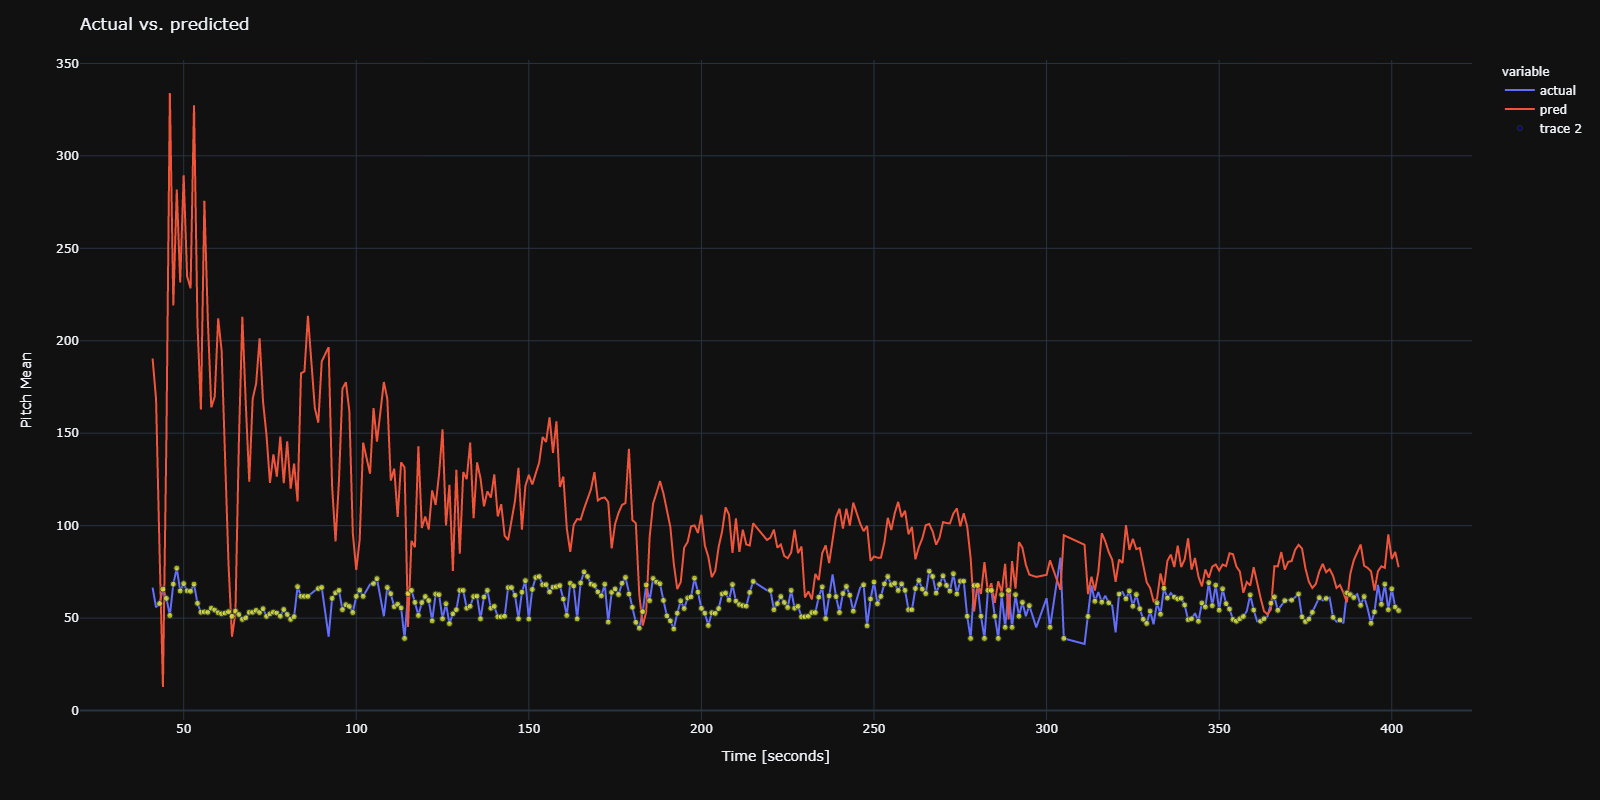 Actual vs. predicted
variable
actual
pred
trace 2
350
300
250
200
150
100
50
0
Pitch Mean
50 100 150 200 250 300 350 400
Time [seconds]